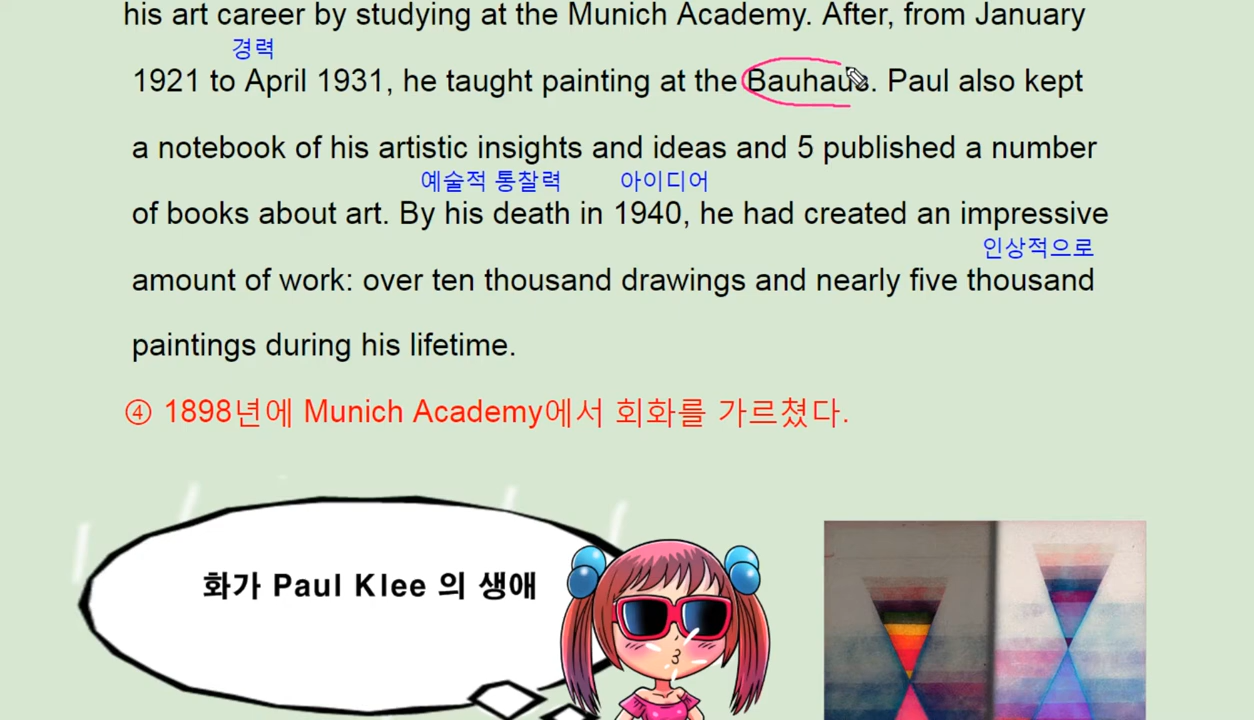 his art career by studying at the Munich Academy. After, from January
경력
1921 to April 1931, he taught painting at the Bauhaus. Paul also kept
a notebook of his artistic insights and ideas and 5 published a number
예술적 통찰력 아이디어
of books about art. By his death in 1940, he had created an impressive
인상적으로
amount of work: over ten thousand drawings and nearly five thousand
paintings during his lifetime.
④ 1898년에 Munich Academy에서 회화를 가르쳤다.
화가 Paul Klee 의 생애